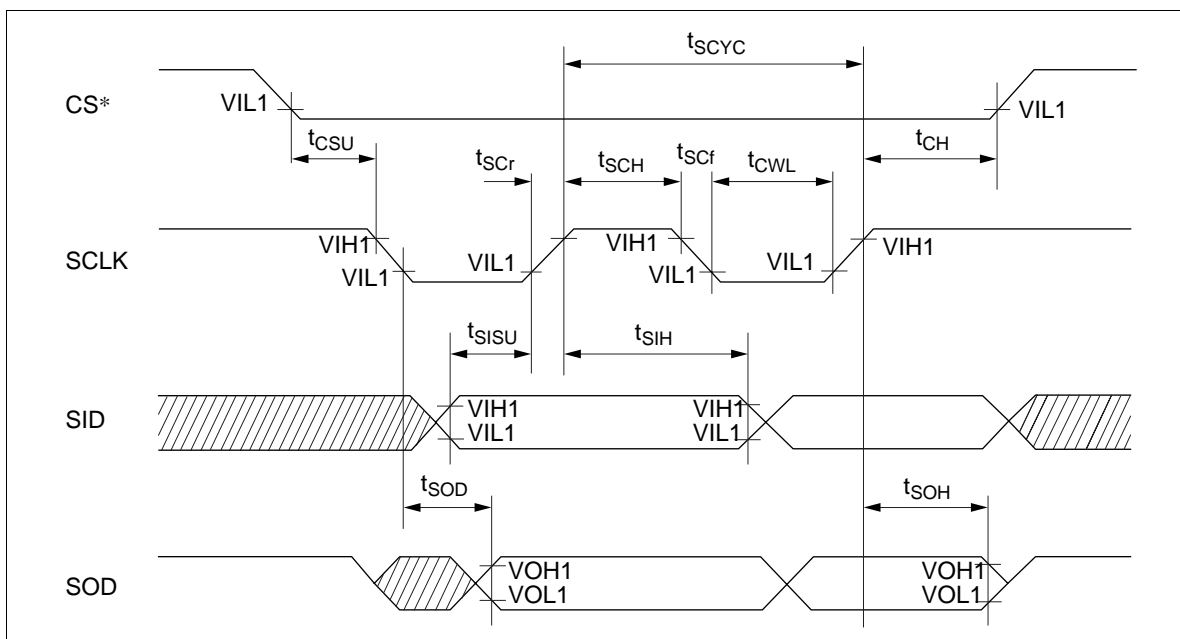 tSCYC
CS*
VIL1
VIL1
tCSU
tSCr
tSCH
tSCf
tCWL
tCH
SCLK
VIH1
VIL1
VIL1
VIH1
VIL1
VIL1
VIH1
tSISU
tSIH
SID
VIH1
VIL1
VIH1
VIL1
tSOD
tSOH
SOD
VOH1
VOL1
VOH1
VOL1